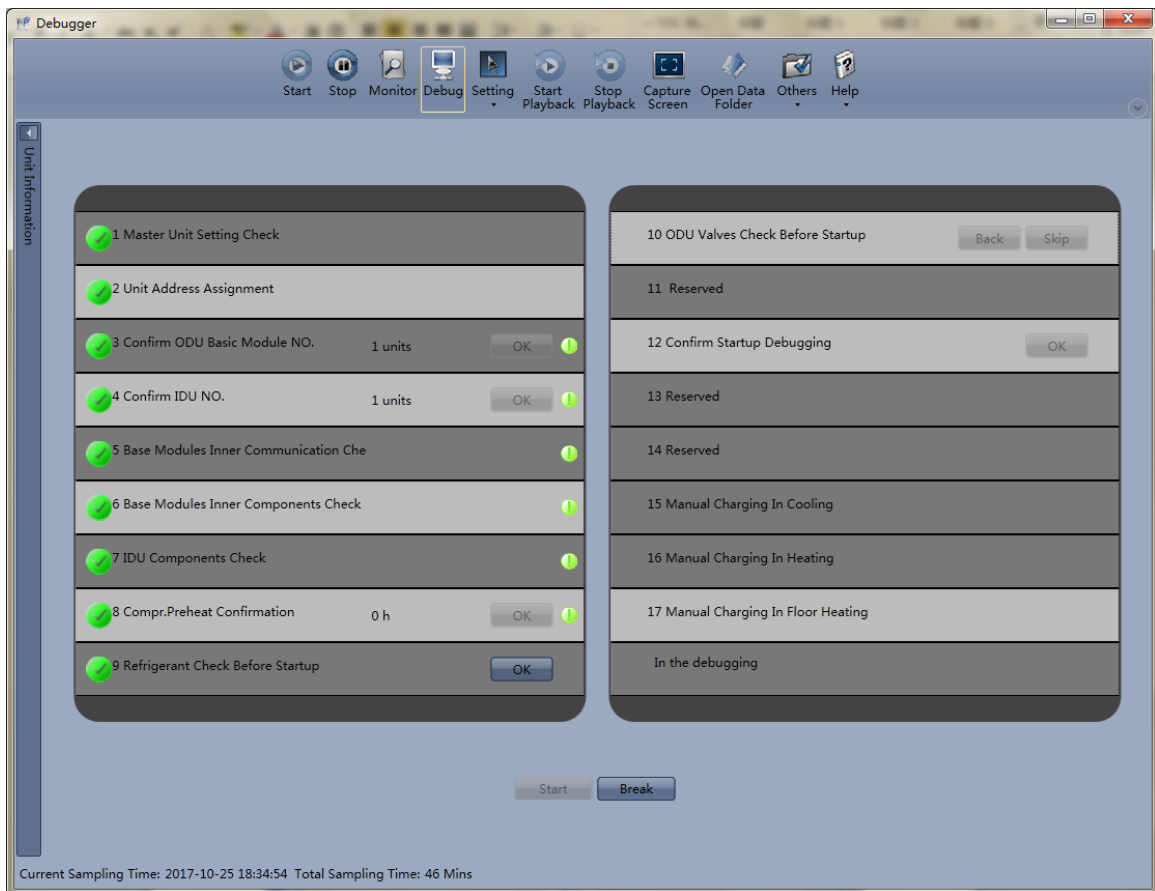 Debugger
Start Stop Monitor Debug Setting Start Playback Stop Playback Capture Screen Open Data Folder Others Help
Unit Information
1 Master Unit Setting Check
2 Unit Address Assignment
3 Confirm ODU Basic Module NO. 1 units OK
4 Confirm IDU NO. 1 units OK
5 Base Modules Inner Communication Che
6 Base Modules Inner Components Check
7 IDU Components Check
8 Compr.Preheat Confirmation 0 h OK
9 Refrigerant Check Before Startup OK
10 ODU Valves Check Before Startup Back Skip
11 Reserved
12 Confirm Startup Debugging OK
13 Reserved
14 Reserved
15 Manual Charging In Cooling
16 Manual Charging In Heating
17 Manual Charging In Floor Heating
In the debugging
Start Break
Current Sampling Time: 2017-10-25 18:34:54 Total Sampling Time: 46 Mins